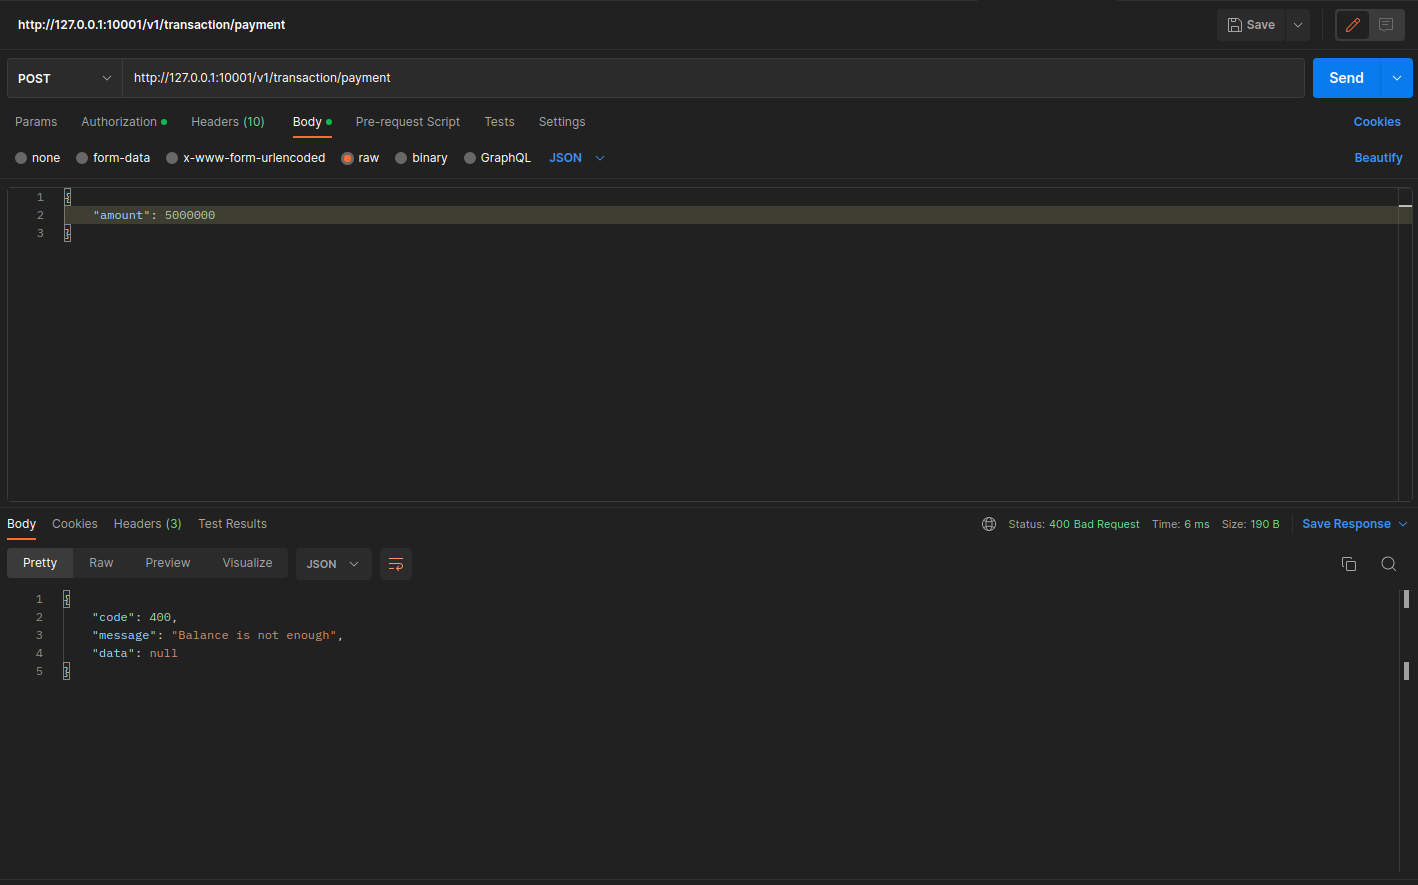 http://127.0.0.1:10001/v1/transaction/payment
Save
POST
http://127.0.0.1:10001/v1/transaction/payment
Send
Params Authorization Headers (10) Body Pre-request Script Tests Settings Cookies
none form-data x-www-form-urlencoded raw binary GraphQL JSON Beautify
1 {
2 "amount": 5000000
3 }
Body Cookies Headers (3) Test Results Status: 400 Bad Request Time: 6 ms Size: 190 B Save Response
Pretty Raw Preview Visualize JSON
1 {
2 "code": 400,
3 "message": "Balance is not enough",
4 "data": null
5 }